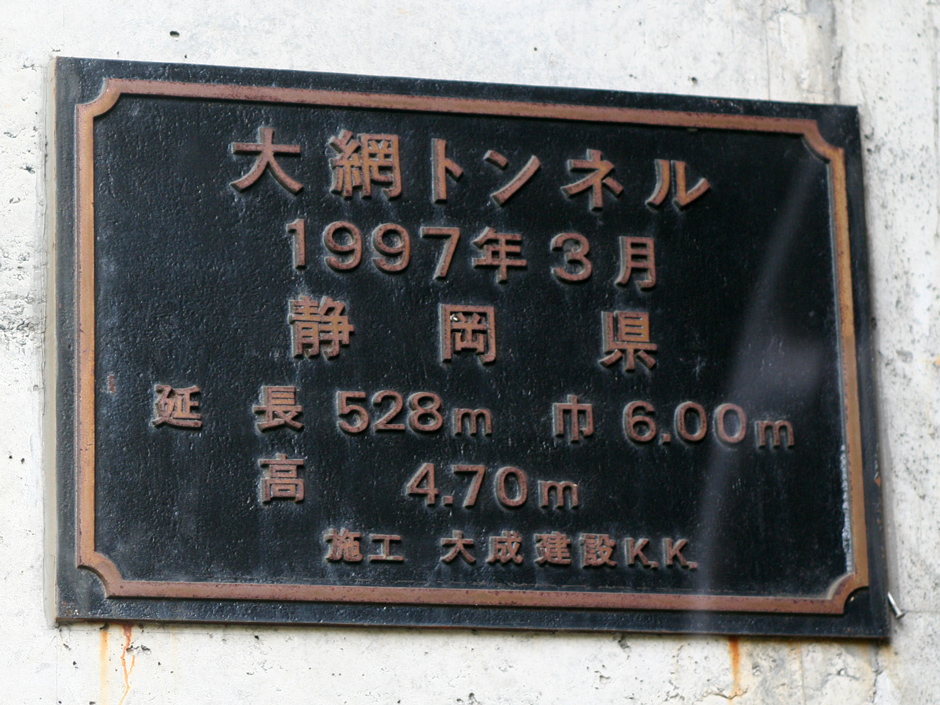 大網トンネル
1997年3月
静岡県
延長 528m 巾 6.00m
高 4.70m
施工 大成建設K.K.